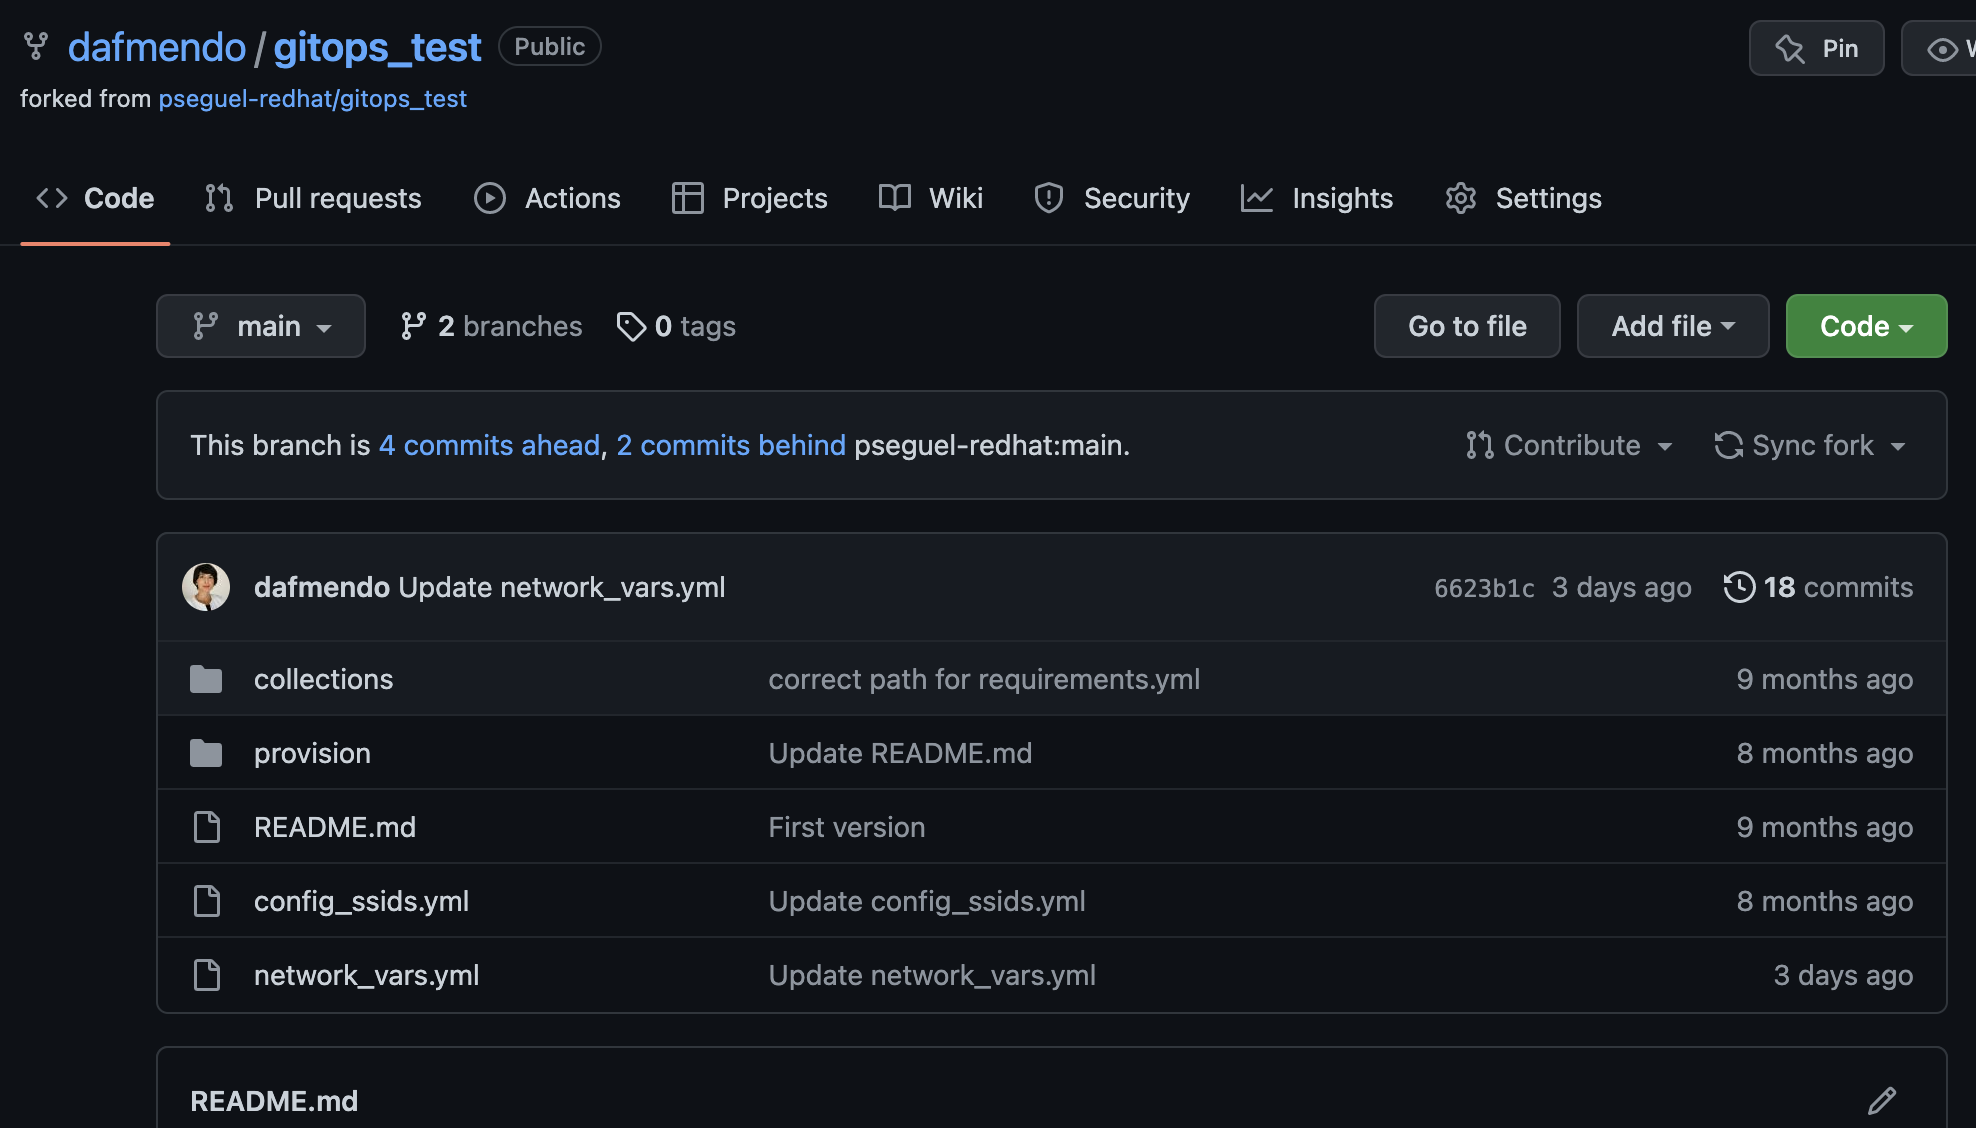 dafmendo / gitops_test Public Pin
forked from pseguel-redhat/gitops_test
Code Pull requests Actions Projects Wiki Security Insights Settings
main 2 branches 0 tags Go to file Add file Code
This branch is 4 commits ahead, 2 commits behind pseguel-redhat:main. Contribute Sync fork
dafmendo Update network_vars.yml 6623b1c 3 days ago 18 commits
collections correct path for requirements.yml 9 months ago
provision Update README.md 8 months ago
README.md First version 9 months ago
config_ssids.yml Update config_ssids.yml 8 months ago
network_vars.yml Update network_vars.yml 3 days ago
README.md